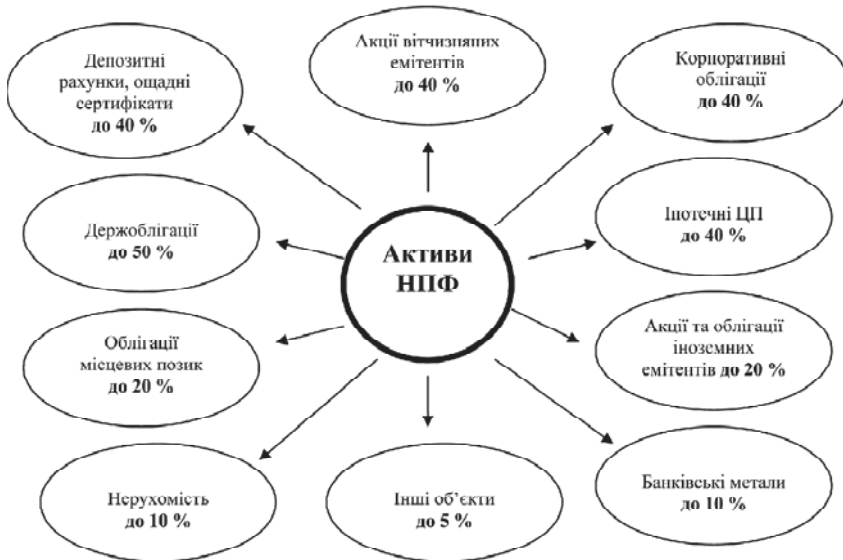 Депозитні
рахунки, ощадні
сертифікати
до 40 %
Акції вітчизняних
емітентів
до 40 %
Корпоративні
облігації
до 40 %
Держоблігації
до 50 %
Активи
НПФ
Іпотечні ЦП
до 40 %
Облігації
місцевих позик
до 20 %
Акції та облігації
іноземних
емітентів до 20 %
Нерухомість
до 10 %
Інші об’єкти
до 5 %
Банківські метали
до 10 %